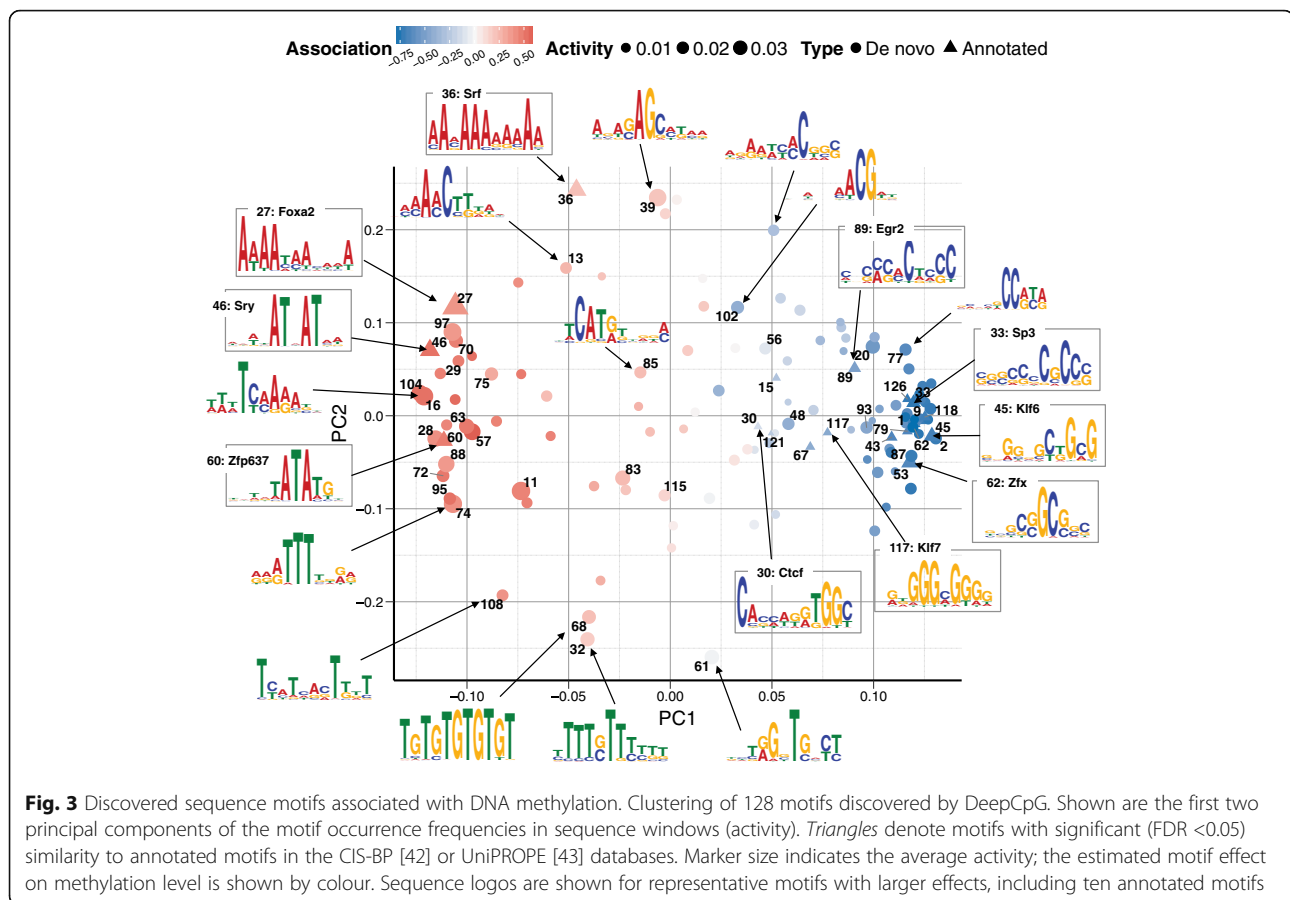 Association −0.75 −0.50 −0.25 0.00 0.25 0.50 Activity 0.01 0.02 0.03 Type De novo Annotated
36: Srf
27: Foxa2
46: Sry
60: Zfp637
89: Egr2
33: Sp3
45: Klf6
62: Zfx
117: Klf7
30: Ctcf
36
39
13
27
97
46
70
29
75
104
16
63
28
60
57
88
72
95
74
11
85
83
115
108
68
32
61
102
56
15
89
20
77
126
33
118
9
1
93
48
30
121
117
67
79
43
87
53
62
45
2
PC2
0.2
0.1
0.0
−0.1
−0.2
−0.10 −0.05 0.00 0.05 0.10
PC1
TGTGTGTGT
Fig. 3 Discovered sequence motifs associated with DNA methylation. Clustering of 128 motifs discovered by DeepCpG. Shown are the first two
principal components of the motif occurrence frequencies in sequence windows (activity). Triangles denote motifs with significant (FDR <0.05)
similarity to annotated motifs in the CIS-BP [42] or UniPROPE [43] databases. Marker size indicates the average activity; the estimated motif effect
on methylation level is shown by colour. Sequence logos are shown for representative motifs with larger effects, including ten annotated motifs